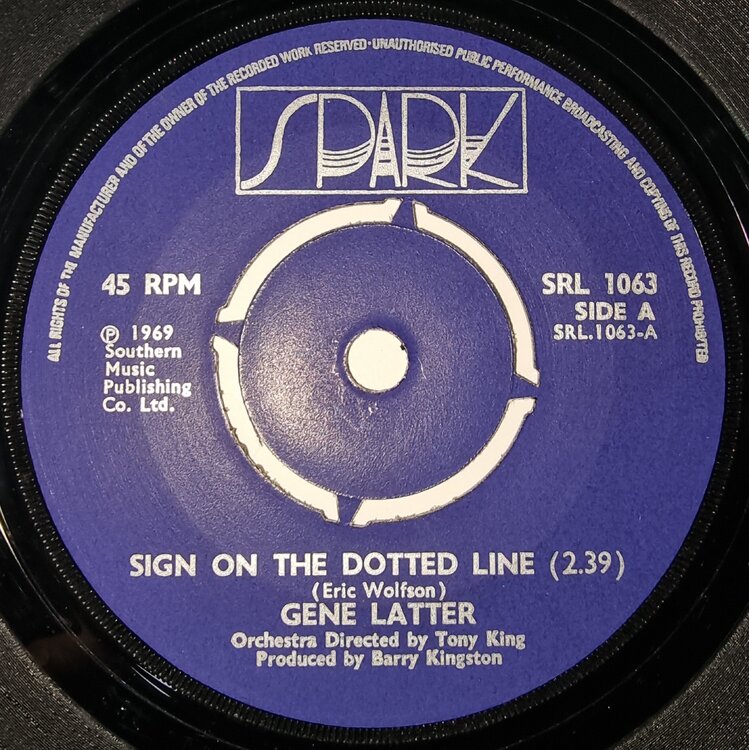 ALL RIGHTS OF THE MANUFACTURER AND OF THE OWNER OF THE RECORDED WORK RESERVED·UNAUTHORISED PUBLIC PERFORMANCE BROADCASTING AND COPYING OF THIS RECORD PROHIBITED
SPARK
45 RPM
SRL 1063
SIDE A
SRL.1063-A
℗ 1969
Southern
Music
Publishing
Co. Ltd.
SIGN ON THE DOTTED LINE (2.39)
(Eric Wolfson)
GENE LATTER
Orchestra Directed by Tony King
Produced by Barry Kingston